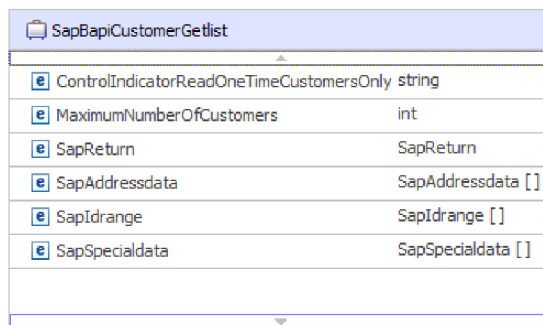 SapBapiCustomerGetlist
e ControlIndicatorReadOneTimeCustomersOnly string
e MaximumNumberOfCustomers int
e SapReturn SapReturn
e SapAddressdata SapAddressdata []
e SapIdrange SapIdrange []
e SapSpecialdata SapSpecialdata []